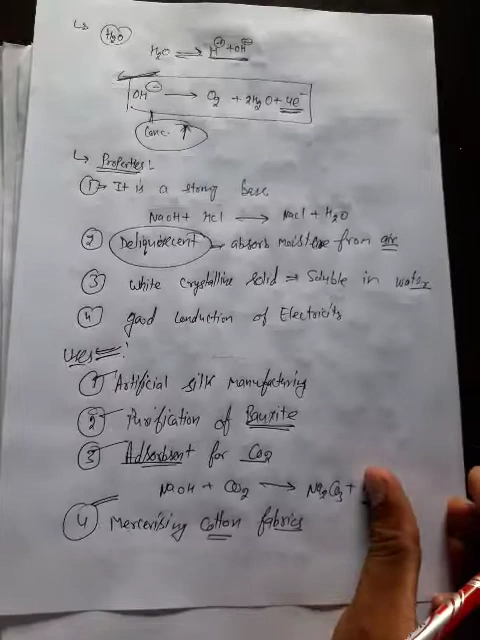 ↳ H₂O
H₂O ⇌ H⊕ + OH⊖
OH⊖ → O₂ + 2H₂O + 4e⁻
Conc. ↑
↳ Properties:
① It is a strong base
NaOH + HCl → NaCl + H₂O
② Deliquescent → absorb moisture from air
③ White crystalline solid ⇒ Soluble in water
④ good conduction of Electricity
Uses:
① Artificial silk manufacturing
② Purification of Bauxite
③ Adsorbsent for CO₂
NaOH + CO₂ → Na₂CO₃ +
④ Mercerising cotton fabrics